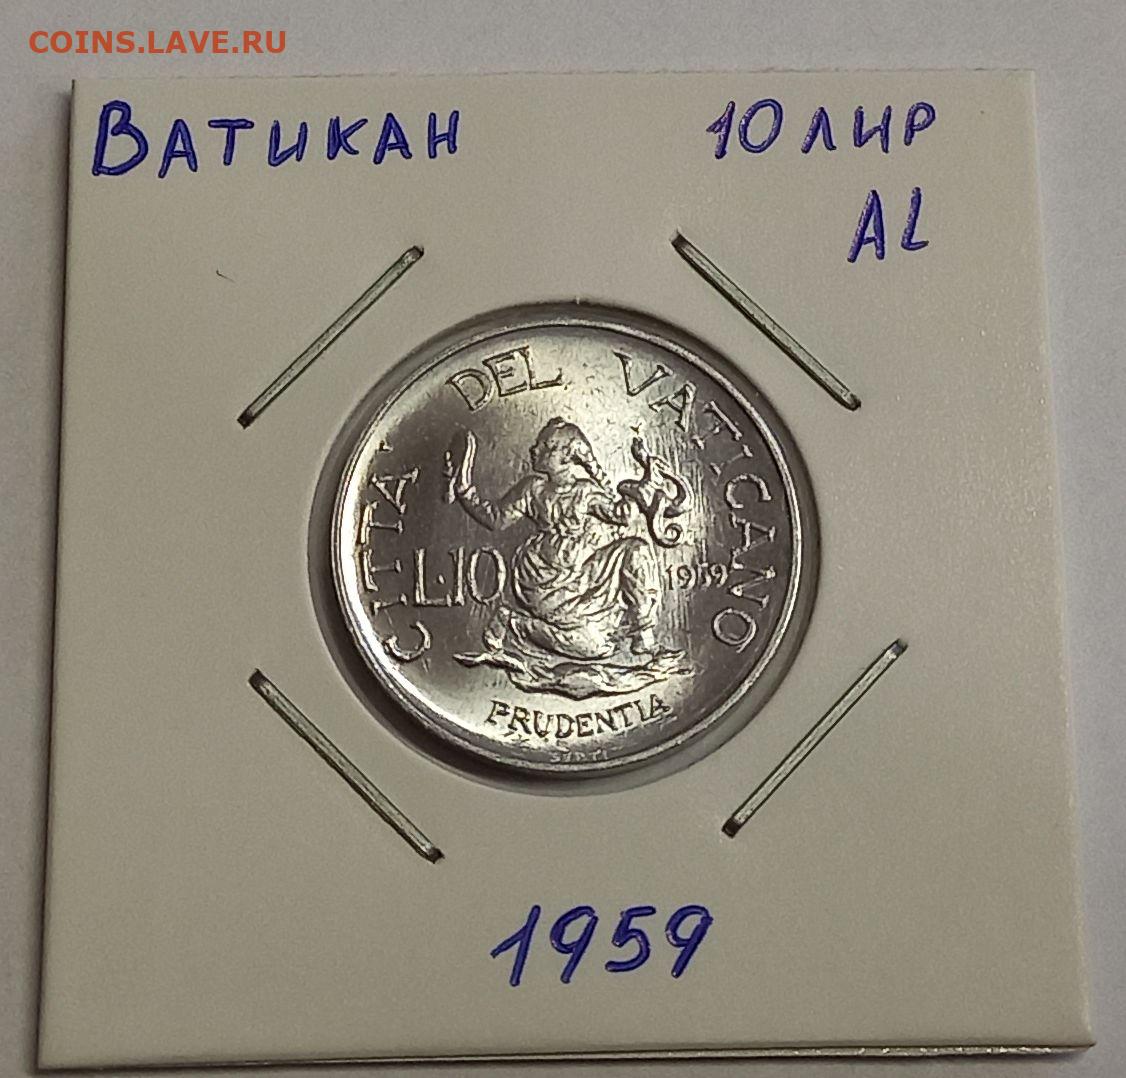 COINS.LAVE.RU
ВАТИКАН 10 ЛИР
AL
CITTA' DEL VATICANO
L·10 1959
PRUDENTIA
1959